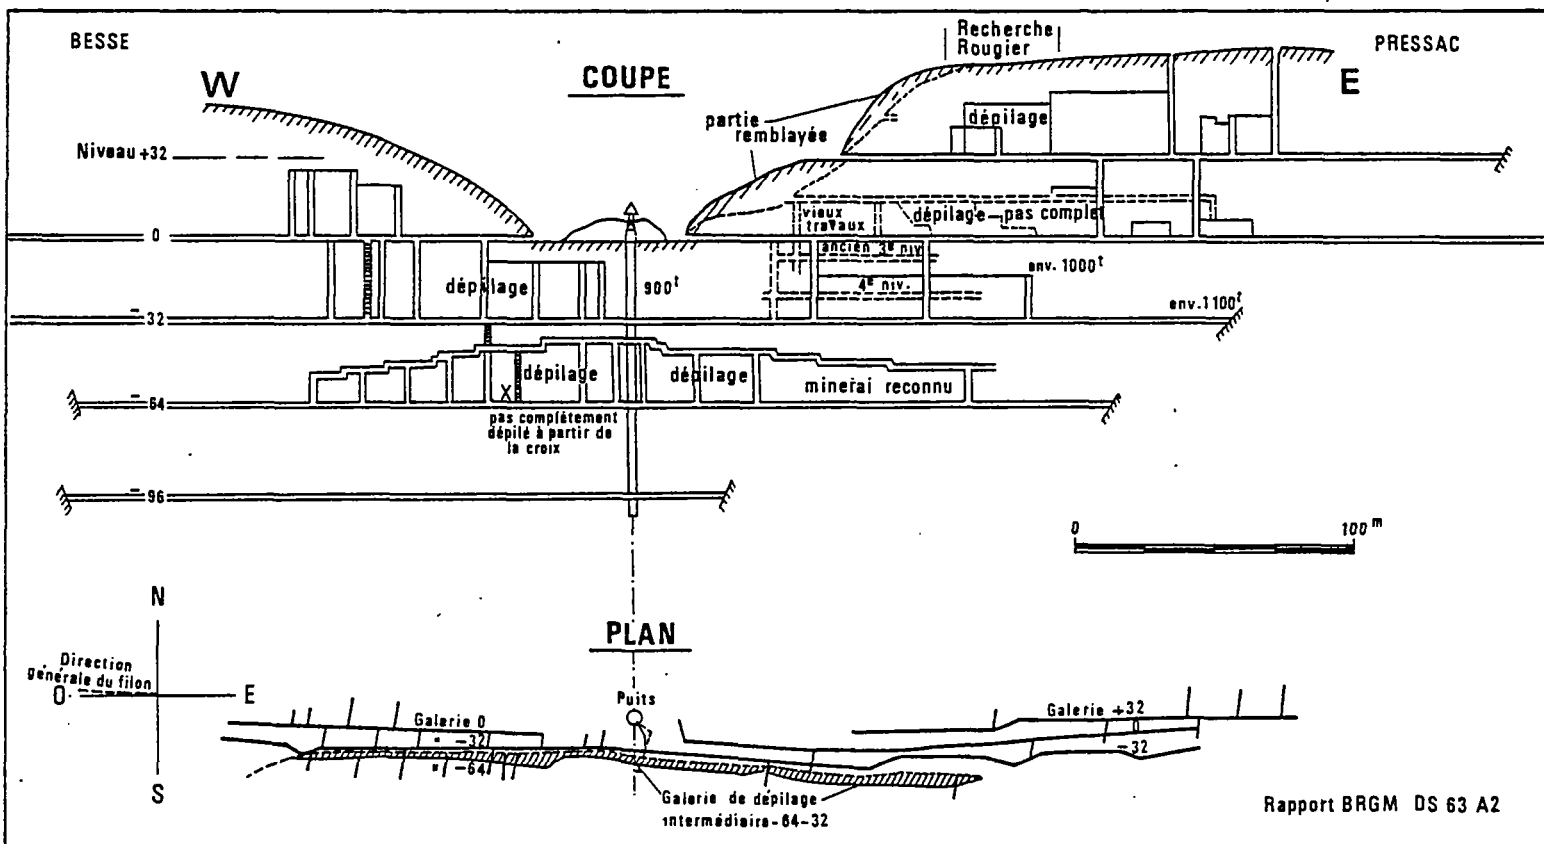 BESSE
W
COUPE
Recherche
Rougier
PRESSAC
E
partie
remblayée
dépilage
Niveau +32
vieux
travaux
dépilage
pas complet
0
ancien 3e niv.
env. 1000t
dépilage
900t
4e niv.
env. 1100t
- 32
dépilage
dépilage
minerai reconnu
X
- 64
pas complétement
dépilé à partir de
la croix
- 96
0
100 m
N
PLAN
Direction
générale du filon
O
E
S
Puits
Galerie 0
" -32
" -64
Galerie +32
-32
Galerie de dépilage
intermédiaire-64-32
Rapport BRGM DS 63 A2